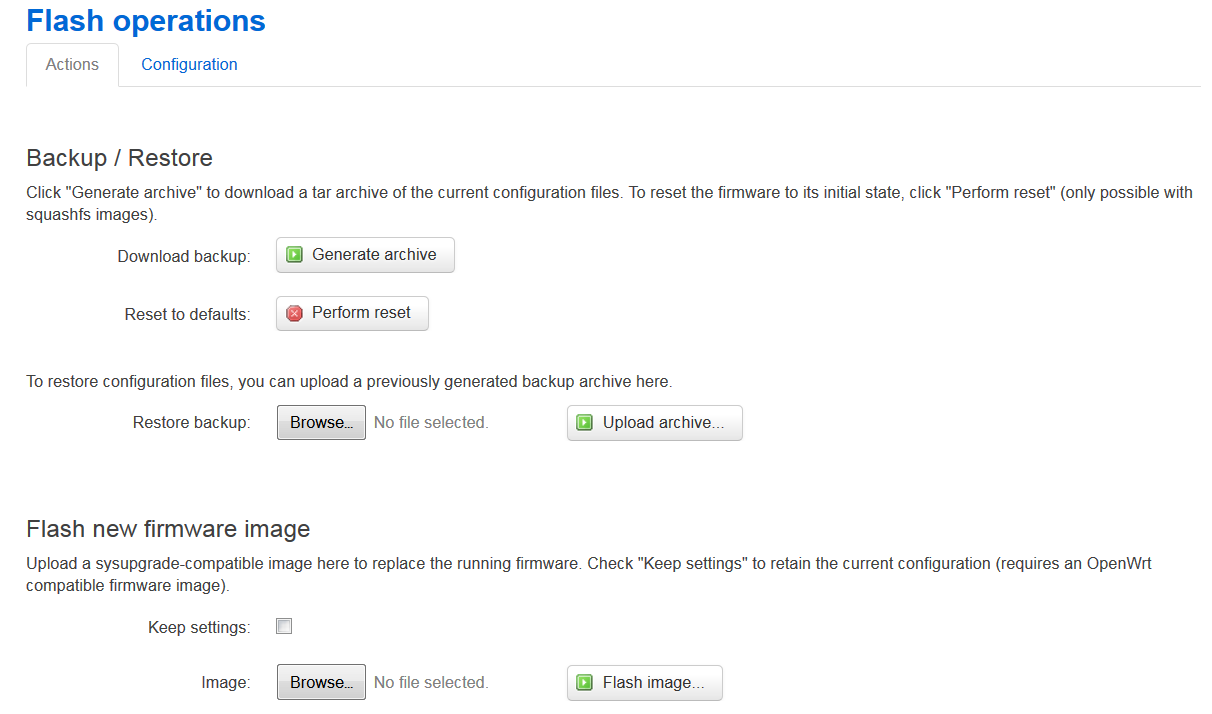 Flash operations
Actions Configuration
Backup / Restore
Click "Generate archive" to download a tar archive of the current configuration files. To reset the firmware to its initial state, click "Perform reset" (only possible with
squashfs images).
Download backup: Generate archive
Reset to defaults: Perform reset
To restore configuration files, you can upload a previously generated backup archive here.
Restore backup: Browse... No file selected. Upload archive...
Flash new firmware image
Upload a sysupgrade-compatible image here to replace the running firmware. Check "Keep settings" to retain the current configuration (requires an OpenWrt
compatible firmware image).
Keep settings:
Image: Browse... No file selected. Flash image...